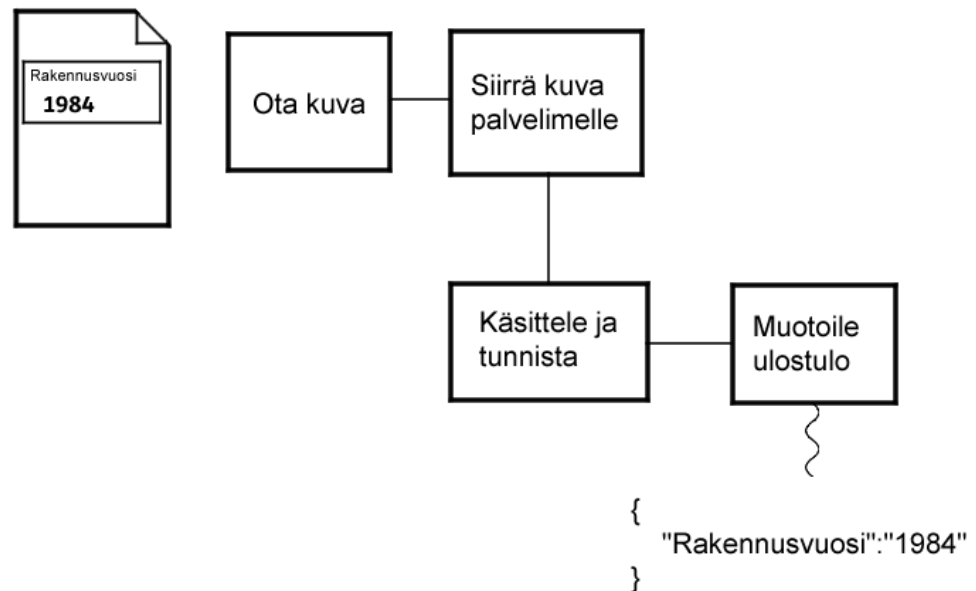 Rakennusvuosi
1984
Ota kuva
Siirrä kuva
palvelimelle
Käsittele ja
tunnista
Muotoile
ulostulo
{
"Rakennusvuosi":"1984"
}